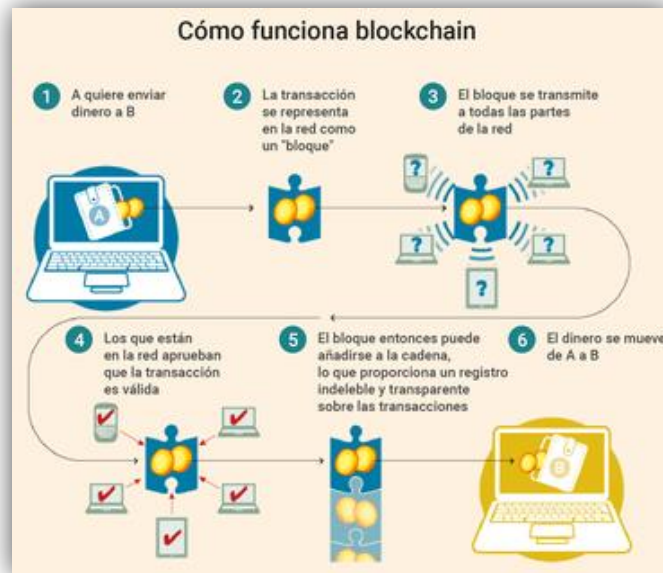 Cómo funciona blockchain
1
A quiere enviar
dinero a B
2
La transacción
se representa
en la red como
un "bloque"
3
El bloque se transmite
a todas las partes
de la red
A
?
?
?
?
?
4
Los que están
en la red aprueban
que la transacción
es válida
5
El bloque entonces puede
añadirse a la cadena,
lo que proporciona un registro
indeleble y transparente
sobre las transacciones
6
El dinero se mueve
de A a B
B